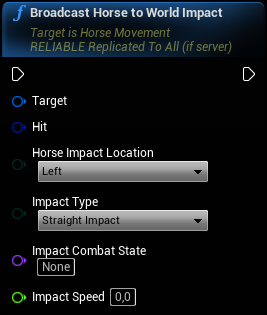 f Broadcast Horse to World Impact
Target is Horse Movement
RELIABLE Replicated To All (if server)
Target
Hit
Horse Impact Location
Left
Impact Type
Straight Impact
Impact Combat State
None
Impact Speed 0,0